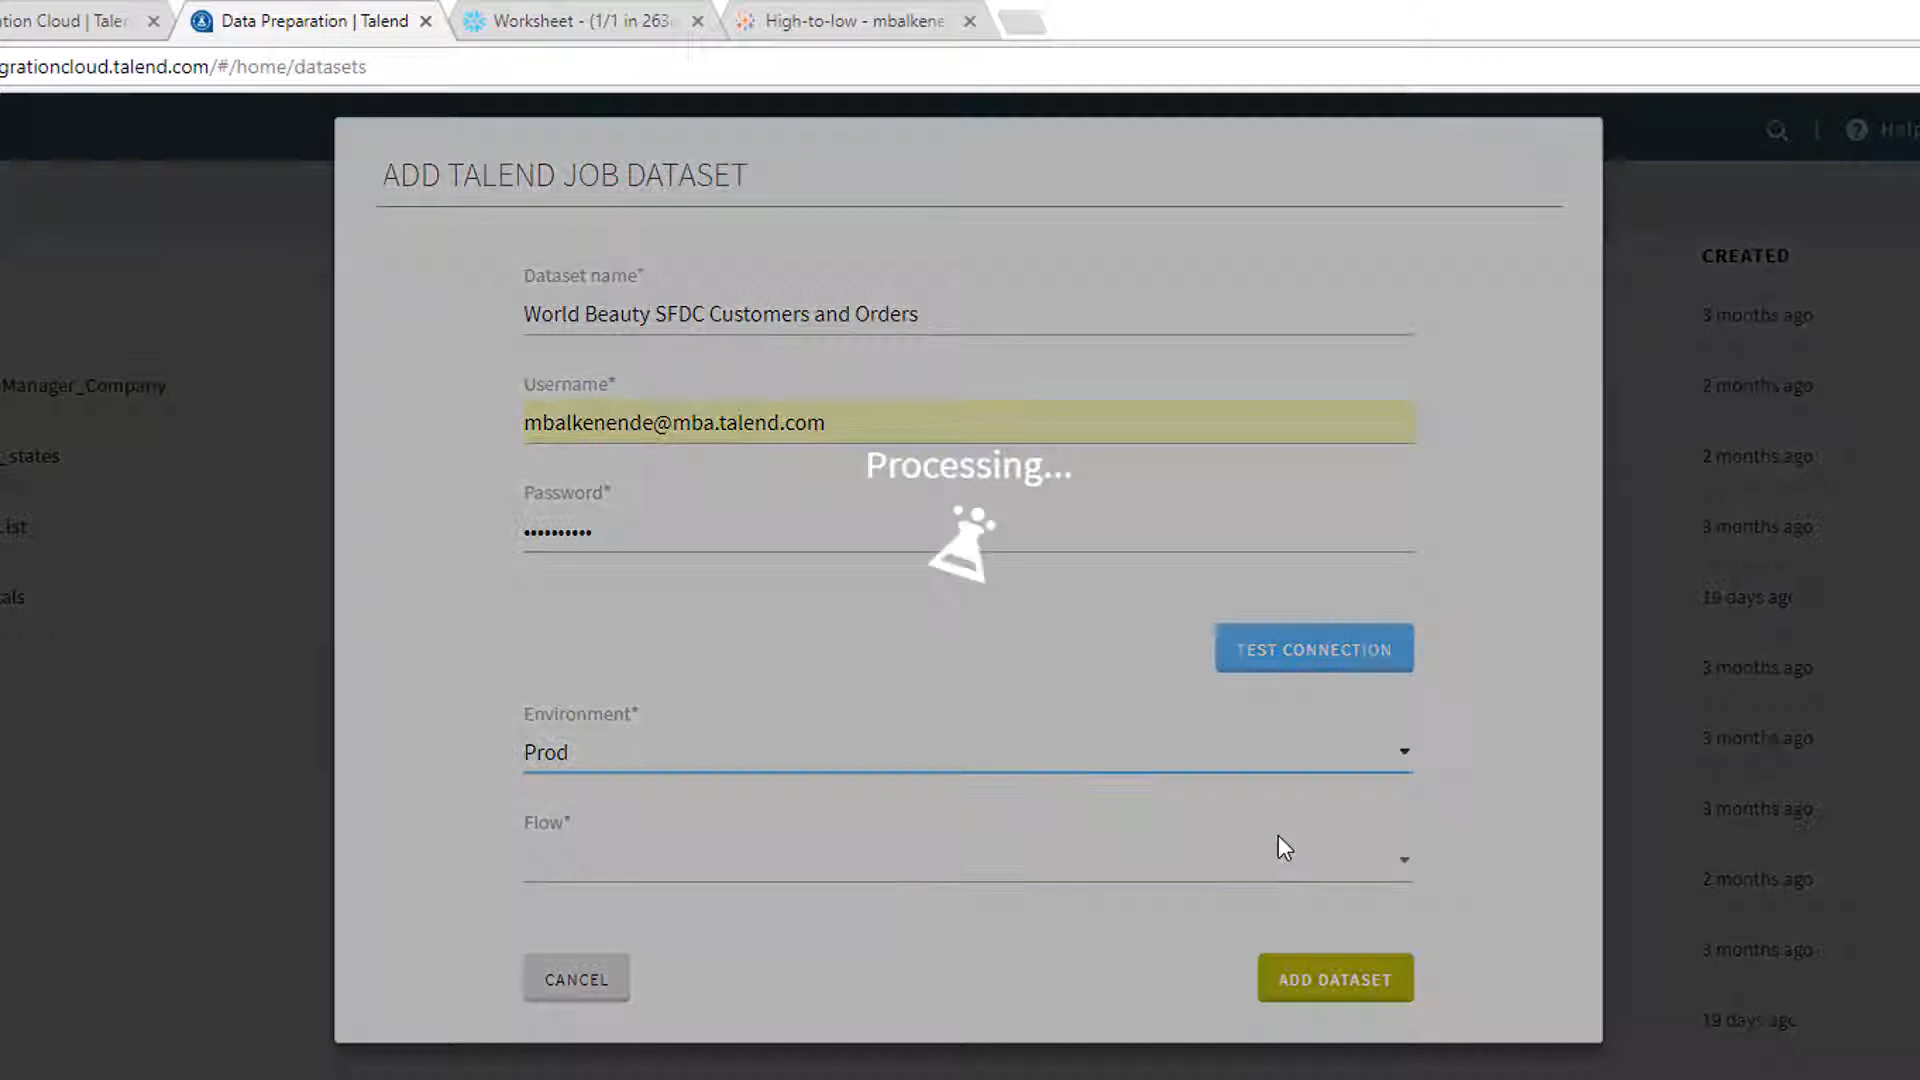 tion Cloud | Taler
Data Preparation | Talend
Worksheet - (1/1 in 263
High-to-low - mbalkene
grationcloud.talend.com/#/home/datasets
Help
ADD TALEND JOB DATASET
CREATED
Dataset name*
World Beauty SFDC Customers and Orders
3 months ago
Username*
Manager_Company
2 months ago
mbalkenende@mba.talend.com
_states
2 months ago
Processing...
Password*
••••••••••
List
3 months ago
als
19 days ago
TEST CONNECTION
3 months ago
Environment*
Prod
3 months ago
Flow*
3 months ago
2 months ago
CANCEL
ADD DATASET
3 months ago
19 days ago